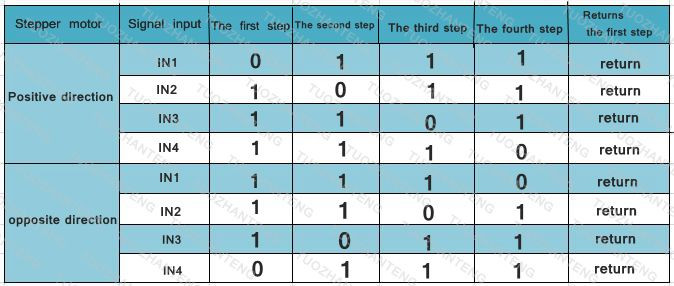 Stepper motor Signal input The first step The second step The third step The fourth step Returns the first step
Positive direction
IN1 0 1 1 1 return
IN2 1 0 1 1 return
IN3 1 1 0 1 return
IN4 1 1 1 0 return
opposite direction
IN1 1 1 1 0 return
IN2 1 1 0 1 return
IN3 1 0 1 1 return
IN4 0 1 1 1 return
TUOZHANTENG